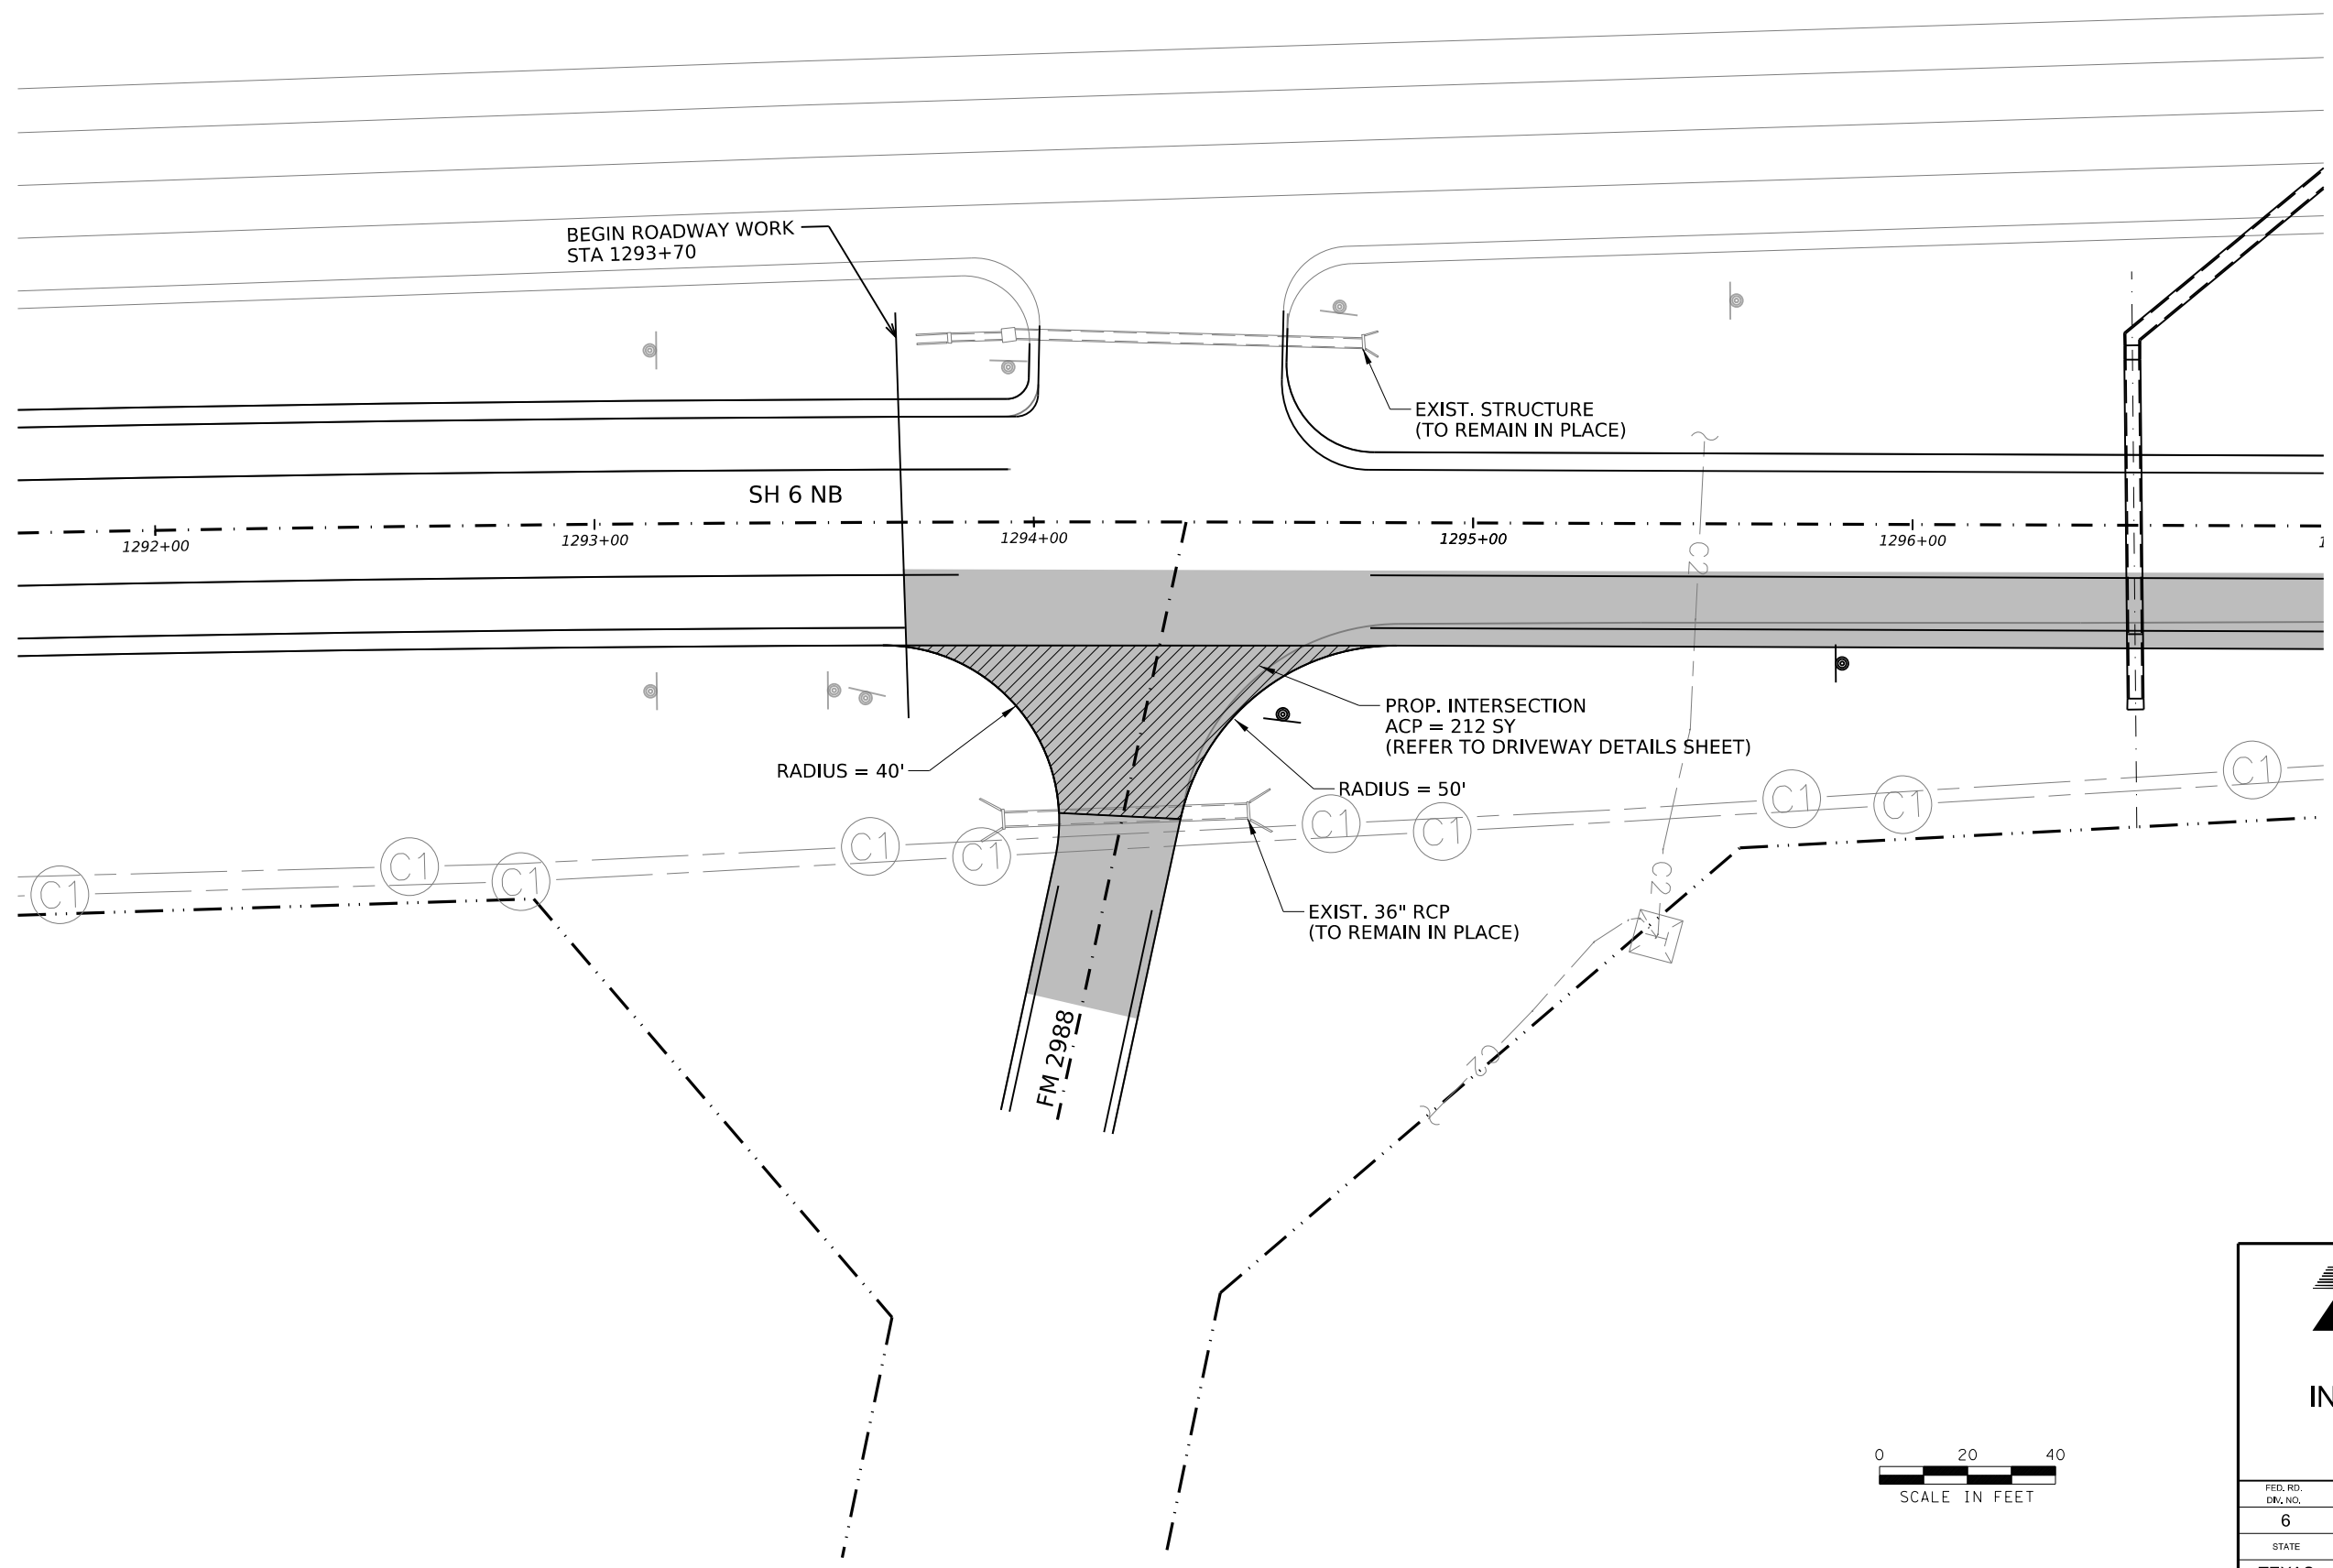 BEGIN ROADWAY WORK
STA 1293+70
EXIST. STRUCTURE
(TO REMAIN IN PLACE)
SH 6 NB
1292+00
1293+00
1294+00
1295+00
1296+00
C2
PROP. INTERSECTION
ACP = 212 SY
(REFER TO DRIVEWAY DETAILS SHEET)
RADIUS = 40'
RADIUS = 50'
C1
C1
C1
C1
C1
C1
C1
C1
C1
C1
C2
EXIST. 36" RCP
(TO REMAIN IN PLACE)
T
FM 2988
C2
0 20 40
SCALE IN FEET
FED. RD.
DIV. NO.
6
STATE